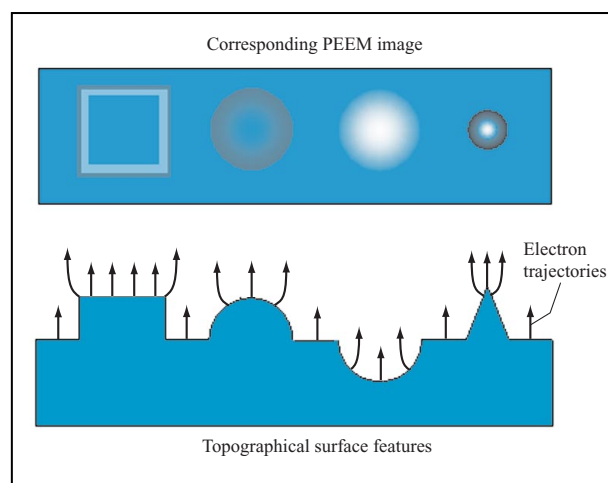 Corresponding PEEM image
Electron
trajectories
Topographical surface features